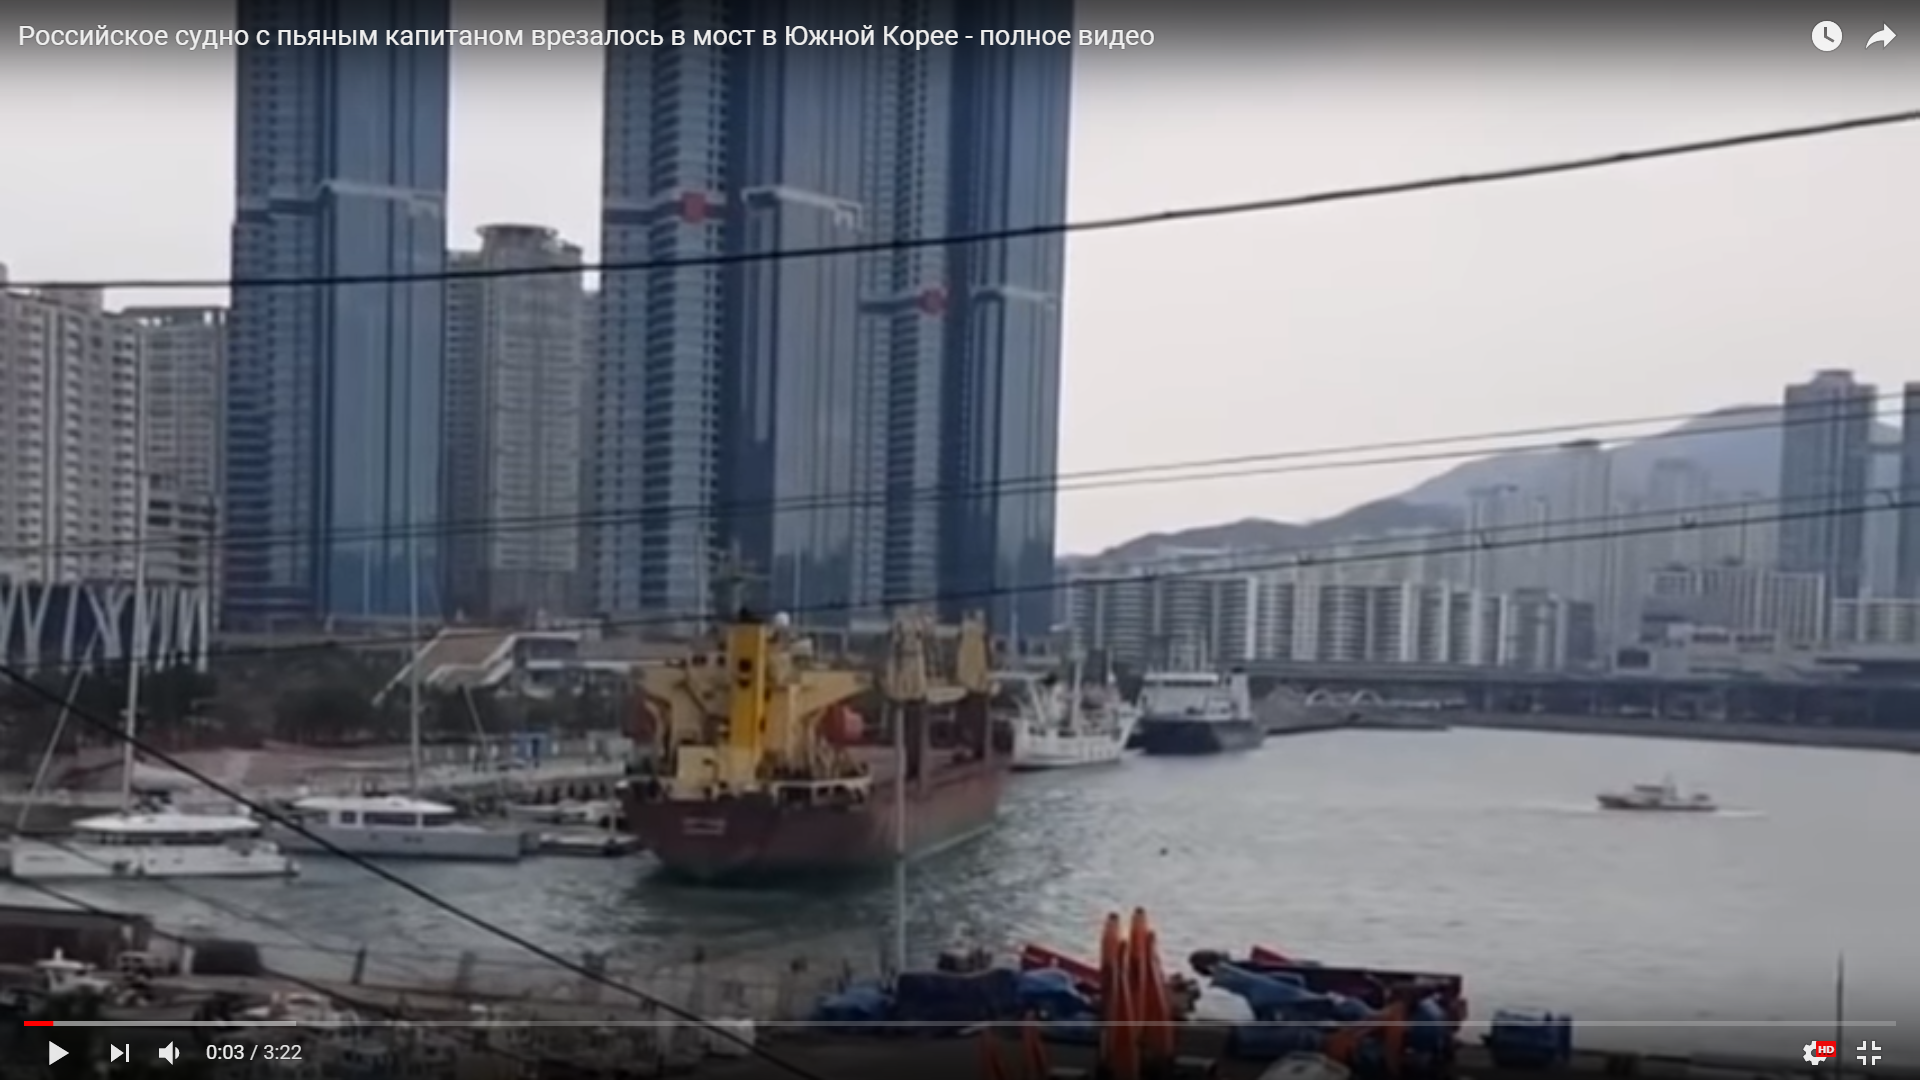 Российское судно с пьяным капитаном врезалось в мост в Южной Корее - полное видео
0:03 / 3:22
HD